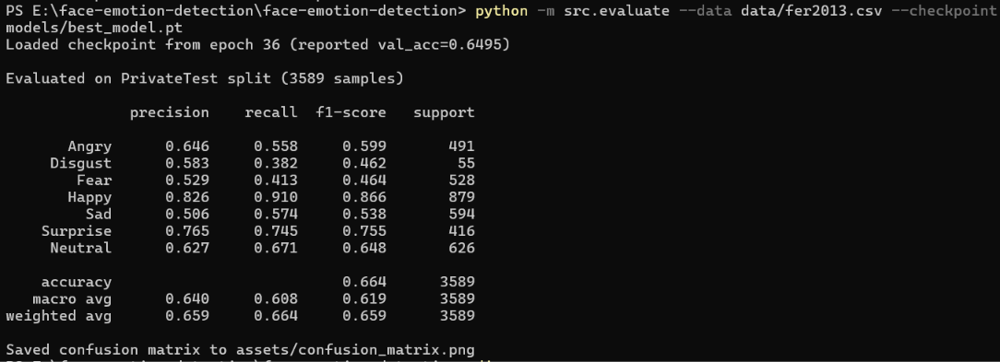 PS E:\face-emotion-detection\face-emotion-detection> python -m src.evaluate --data data/fer2013.csv --checkpoint
models/best_model.pt
Loaded checkpoint from epoch 36 (reported val_acc=0.6495)
Evaluated on PrivateTest split (3589 samples)
precision recall f1-score support
Angry 0.646 0.558 0.599 491
Disgust 0.583 0.382 0.462 55
Fear 0.529 0.413 0.464 528
Happy 0.826 0.910 0.866 879
Sad 0.506 0.574 0.538 594
Surprise 0.765 0.745 0.755 416
Neutral 0.627 0.671 0.648 626
accuracy 0.664 3589
macro avg 0.640 0.608 0.619 3589
weighted avg 0.659 0.664 0.659 3589
Saved confusion matrix to assets/confusion_matrix.png